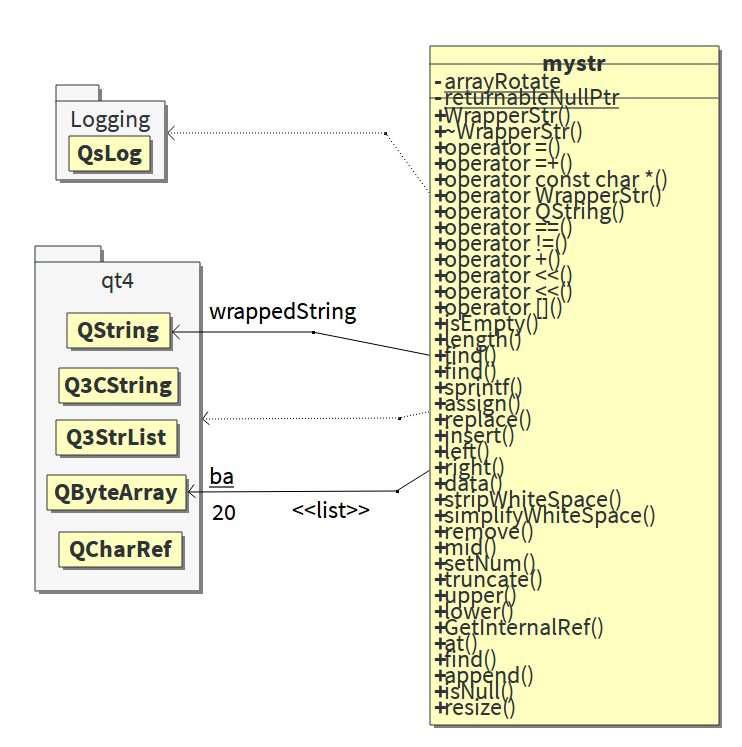 Logging
QsLog
qt4
QString
Q3CString
Q3StrList
QByteArray
QCharRef
wrappedString
ba
20
<<list>>
mystr
- arrayRotate
- returnableNullPtr
+WrapperStr()
+~WrapperStr()
+operator =()
+operator =+()
+operator const char *()
+operator WrapperStr()
+operator QString()
+operator ==()
+operator !=()
+operator +()
+operator <<()
+operator <<()
+operator []()
+isEmpty()
+length()
+find()
+find()
+sprintf()
+assign()
+replace()
+insert()
+left()
+right()
+data()
+stripWhiteSpace()
+simplifyWhiteSpace()
+remove()
+mid()
+setNum()
+truncate()
+upper()
+lower()
+GetInternalRef()
+at()
+find()
+append()
+isNull()
+resize()